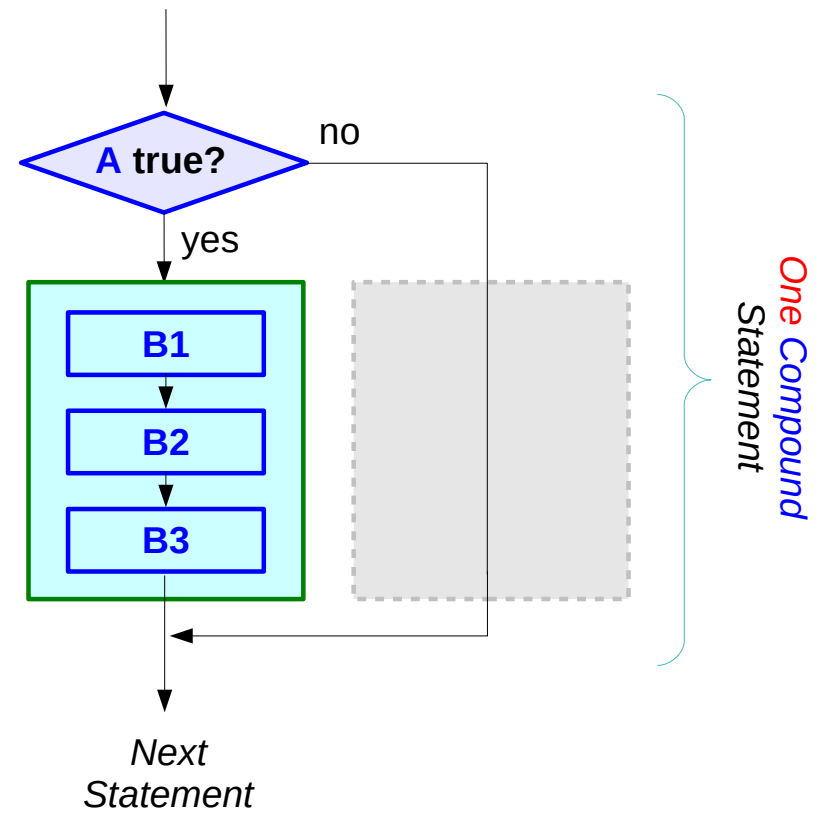 A true?
no
yes
B1
B2
B3
Next
Statement
One Compound
Statement